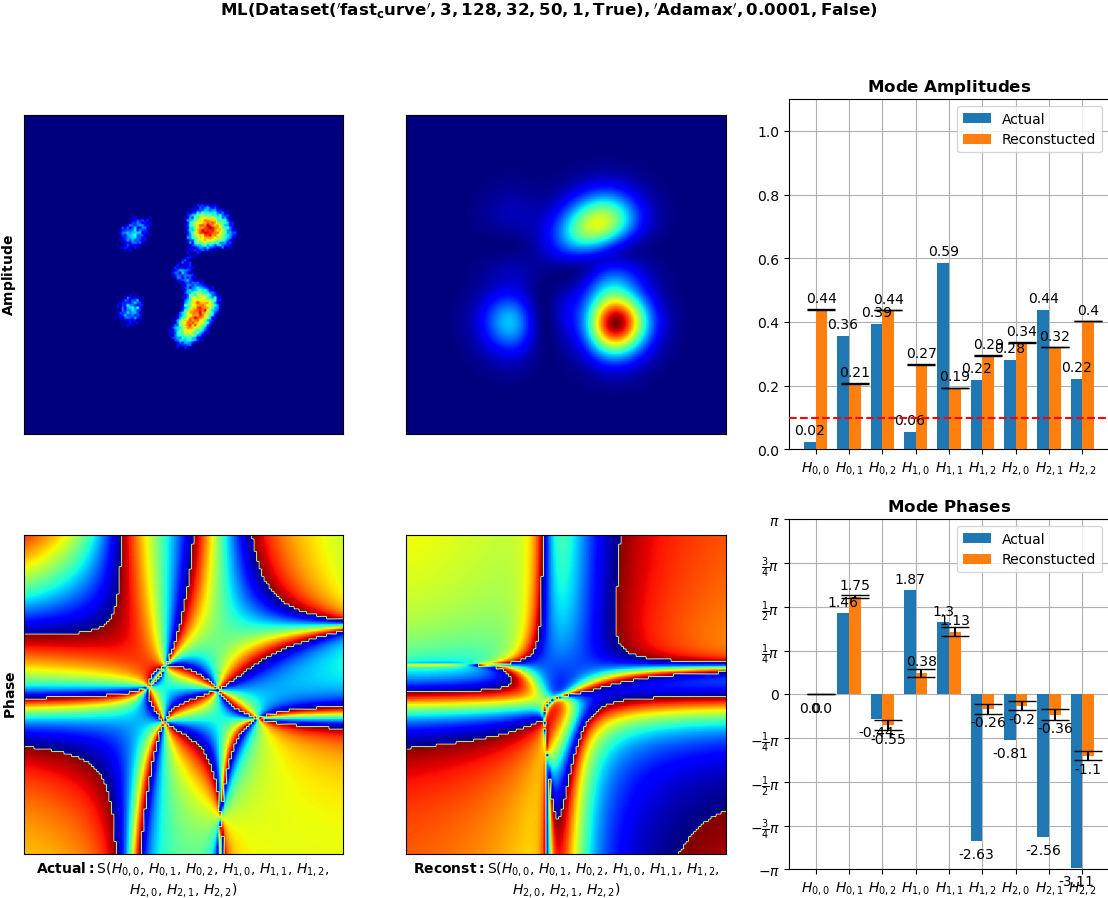 ML(Dataset('fast_curve', 3, 128, 32, 50, 1, True), 'Adamax', 0.0001, False)
Amplitude
Mode Amplitudes
Actual
Reconstucted
1.0
0.8
0.6
0.4
0.2
0.0
0.02
0.44
0.36
0.21
0.39
0.44
0.06
0.27
0.59
0.19
0.22
0.29
0.28
0.34
0.44
0.32
0.22
0.4
H0,0 H0,1 H0,2 H1,0 H1,1 H1,2 H2,0 H2,1 H2,2
Phase
Mode Phases
Actual
Reconstucted
π
3/4π
1/2π
1/4π
0
−1/4π
−1/2π
−3/4π
−π
0.0
0.0
1.46
1.75
-0.44
-0.55
1.87
0.38
1.3
1.13
-2.63
-0.26
-0.81
-0.2
-2.56
-0.36
-3.11
-1.1
H0,0 H0,1 H0,2 H1,0 H1,1 H1,2 H2,0 H2,1 H2,2
Actual: S(H0,0, H0,1, H0,2, H1,0, H1,1, H1,2,
H2,0, H2,1, H2,2)
Reconst: S(H0,0, H0,1, H0,2, H1,0, H1,1, H1,2,
H2,0, H2,1, H2,2)